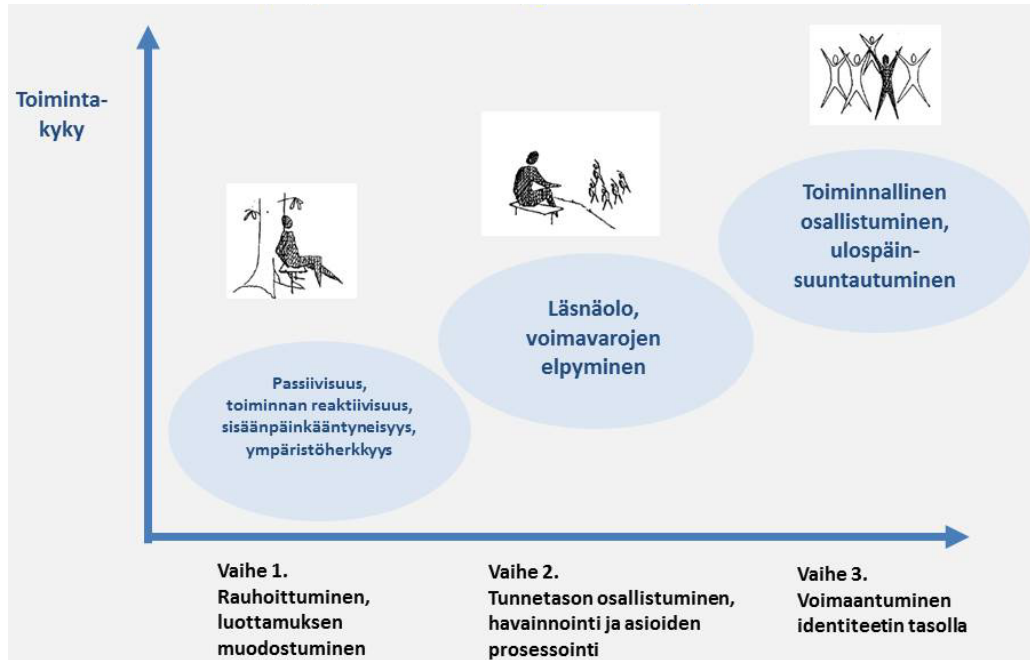 Toiminta-
kyky
Passiivisuus,
toiminnan reaktiivisuus,
sisäänpäinkääntyneisyys,
ympäristöherkkyys
Läsnäolo,
voimavarojen
elpyminen
Toiminnallinen
osallistuminen,
ulospäin-
suuntautuminen
Vaihe 1.
Rauhoittuminen,
luottamuksen
muodostuminen
Vaihe 2.
Tunnetason osallistuminen,
havainnointi ja asioiden
prosessointi
Vaihe 3.
Voimaantuminen
identiteetin tasolla